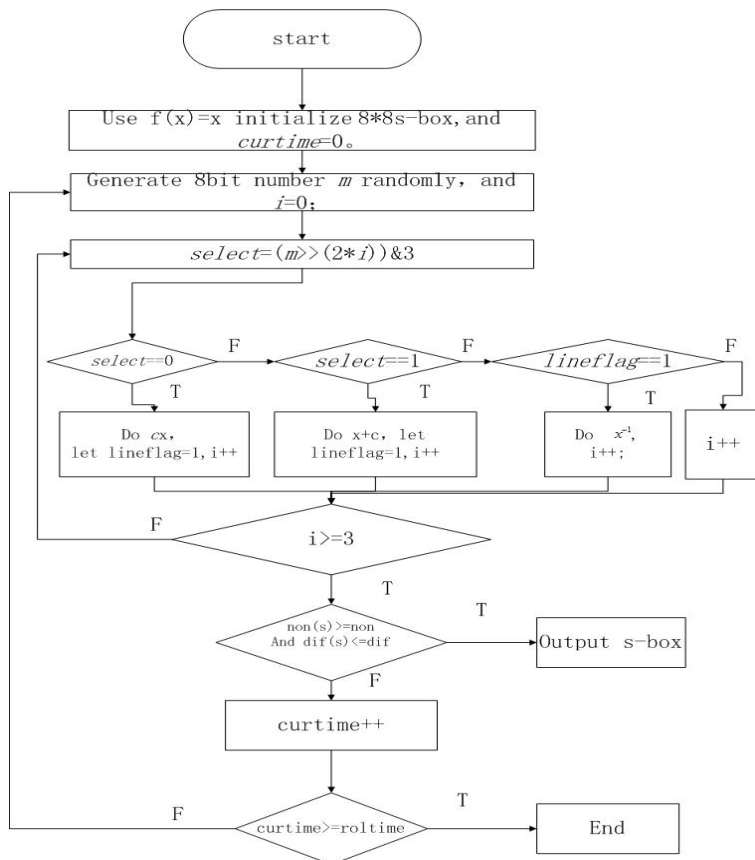 start
Use f(x)=x initialize 8*8s-box,and
curtime=0。
Generate 8bit number m randomly, and
i=0;
select=(m>>(2*i))&3
select==0
F
select==1
F
lineflag==1
F
T
T
T
Do cx,
let lineflag=1,i++
Do x+c, let
lineflag=1,i++
Do x⁻¹,
i++;
i++
F
i>=3
T
non(s)>=non
And dif(s)<=dif
T
Output s-box
F
curtime++
F
curtime>=roltime
T
End